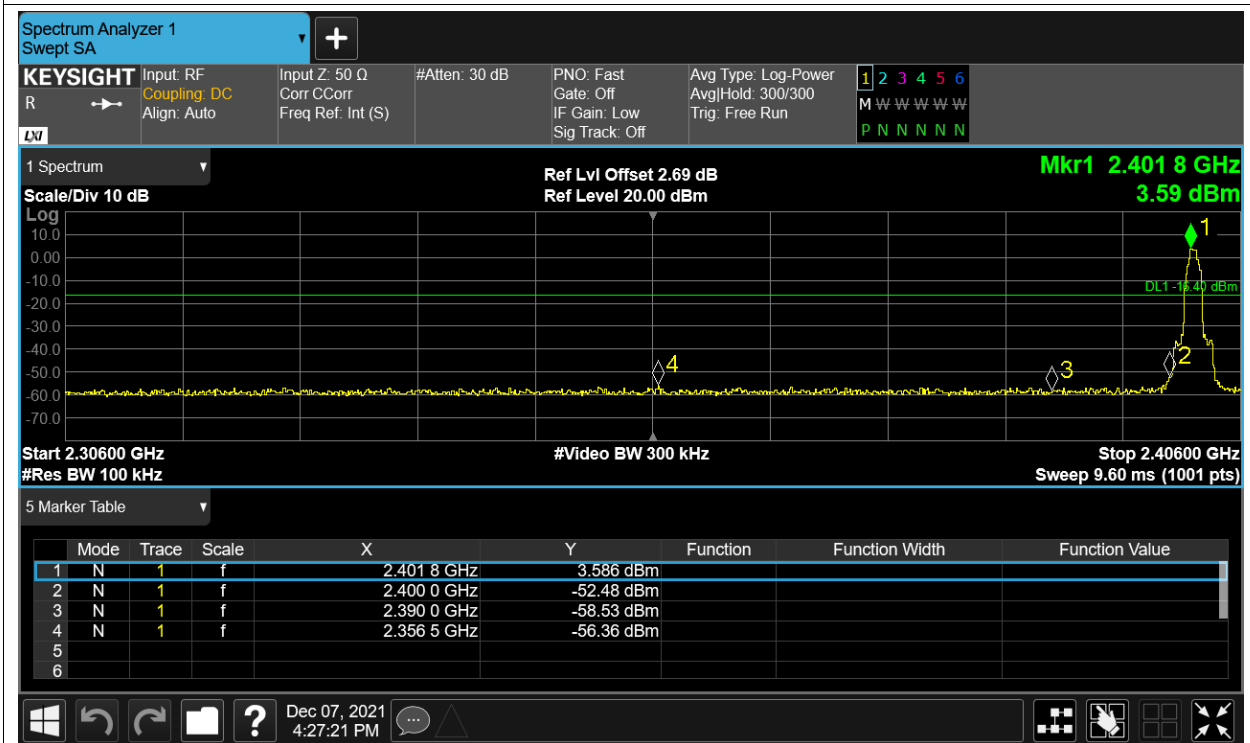 Spectrum Analyzer 1
Swept SA
+
KEYSIGHT Input: RF Input Z: 50 Ω #Atten: 30 dB PNO: Fast Avg Type: Log-Power 1 2 3 4 5 6
R Coupling: DC Corr CCorr Gate: Off Avg|Hold: 300/300 M W W W W W
Align: Auto Freq Ref: Int (S) IF Gain: Low Trig: Free Run
LXI Sig Track: Off P N N N N N
1 Spectrum Ref Lvl Offset 2.69 dB Mkr1 2.401 8 GHz
Scale/Div 10 dB Ref Level 20.00 dBm 3.59 dBm
Log
1
10.0
0.00
-10.0
DL1 -16.40 dBm
-20.0
-30.0
-40.0
4 3 2
-50.0
-60.0
-70.0
Start 2.30600 GHz #Video BW 300 kHz Stop 2.40600 GHz
#Res BW 100 kHz Sweep 9.60 ms (1001 pts)
5 Marker Table
Mode Trace Scale X Y Function Function Width Function Value
1 N 1 f 2.401 8 GHz 3.586 dBm
2 N 1 f 2.400 0 GHz -52.48 dBm
3 N 1 f 2.390 0 GHz -58.53 dBm
4 N 1 f 2.356 5 GHz -56.36 dBm
5
6
? Dec 07, 2021
4:27:21 PM